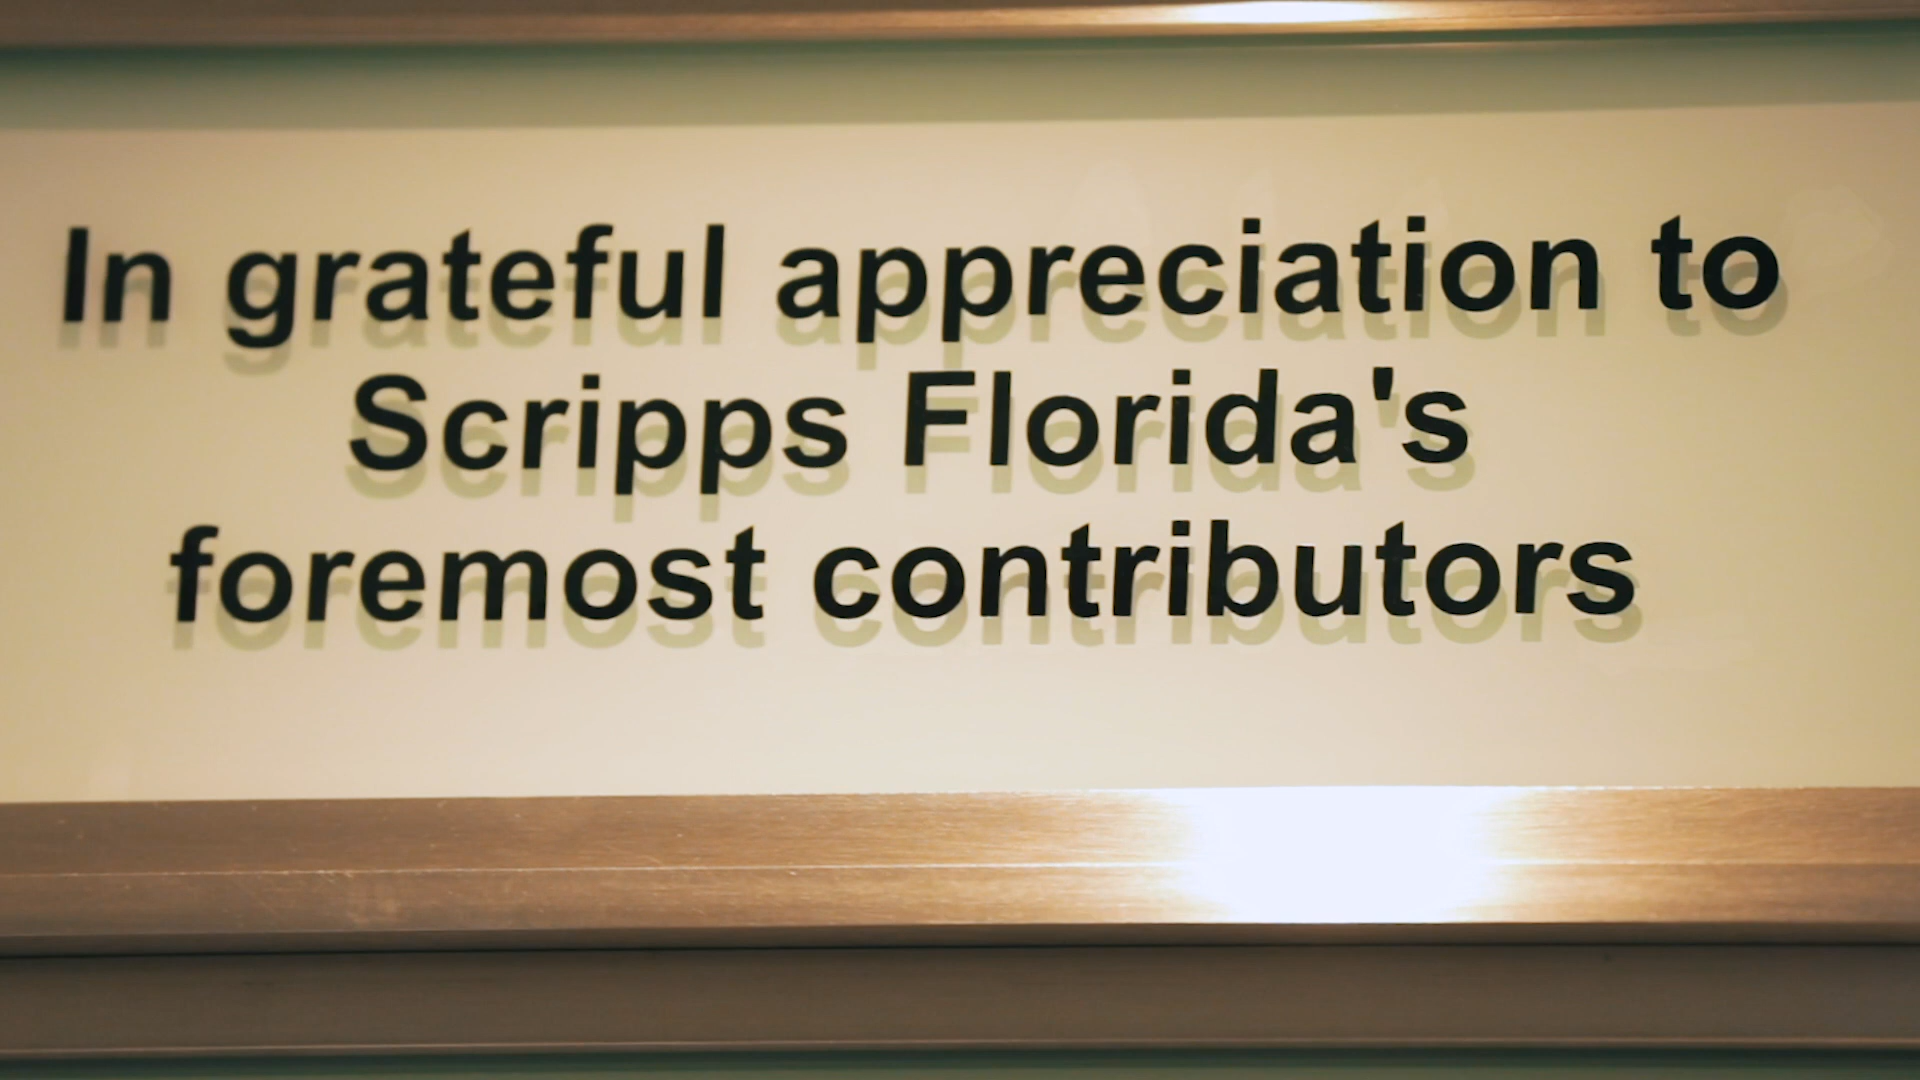 In grateful appreciation to
Scripps Florida's
foremost contributors